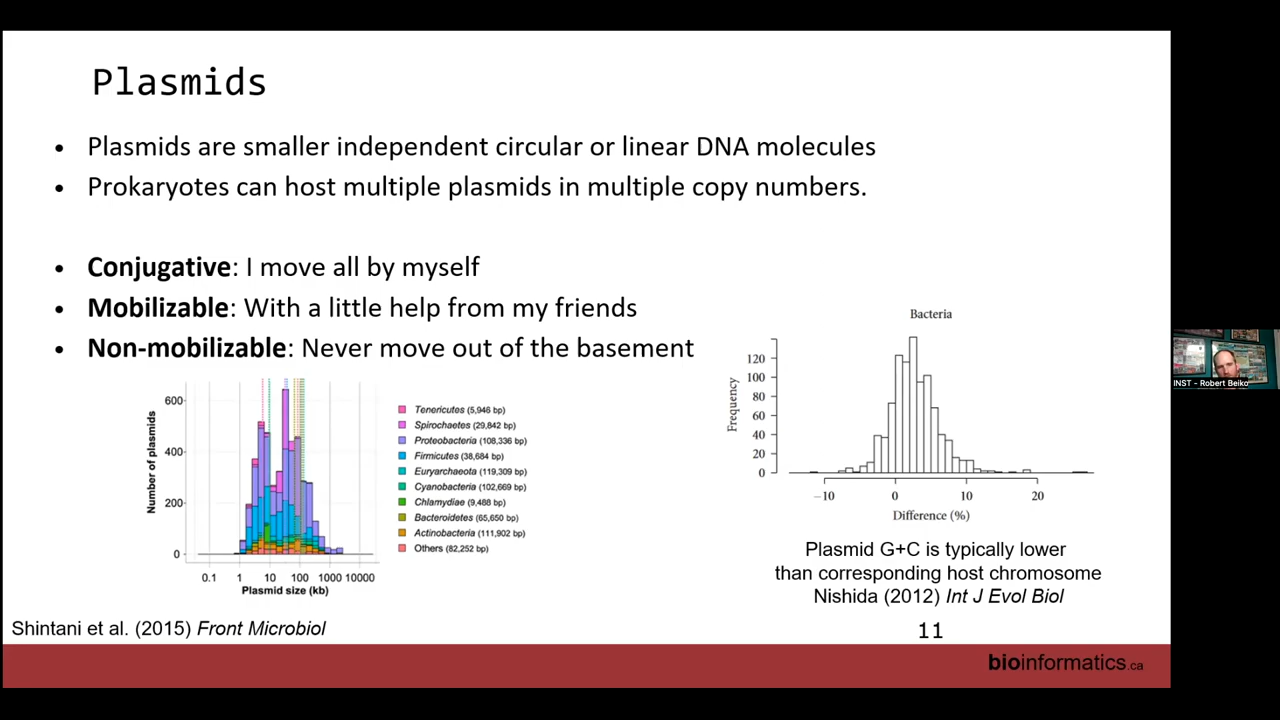 Plasmids
• Plasmids are smaller independent circular or linear DNA molecules
• Prokaryotes can host multiple plasmids in multiple copy numbers.
• Conjugative: I move all by myself
• Mobilizable: With a little help from my friends
• Non-mobilizable: Never move out of the basement
600
400
200
0
Number of plasmids
0.1 1 10 100 1000 10000
Plasmid size (kb)
Tenericutes (5,946 bp)
Spirochaetes (29,842 bp)
Proteobacteria (108,336 bp)
Firmicutes (38,684 bp)
Euryarchaeota (119,309 bp)
Cyanobacteria (102,669 bp)
Chlamydiae (9,488 bp)
Bacteroidetes (65,650 bp)
Actinobacteria (111,902 bp)
Others (82,252 bp)
Shintani et al. (2015) Front Microbiol
Bacteria
120
100
80
60
40
20
0
Frequency
−10 0 10 20
Difference (%)
Plasmid G+C is typically lower
than corresponding host chromosome
Nishida (2012) Int J Evol Biol
11
bioinformatics.ca
INST - Robert Beiko